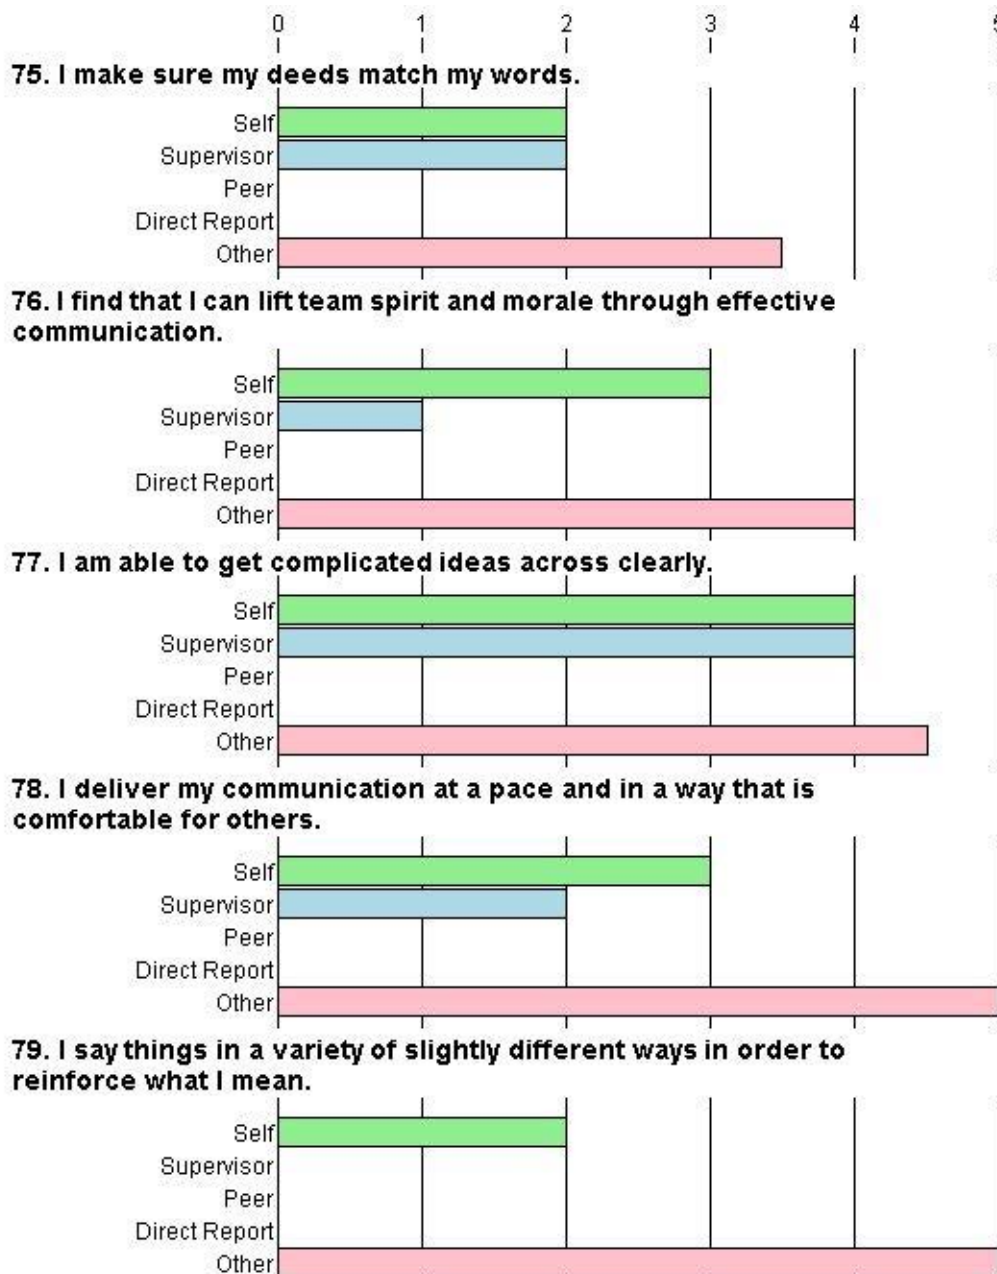 0 1 2 3 4 5
75. I make sure my deeds match my words.
Self
Supervisor
Peer
Direct Report
Other
76. I find that I can lift team spirit and morale through effective
communication.
Self
Supervisor
Peer
Direct Report
Other
77. I am able to get complicated ideas across clearly.
Self
Supervisor
Peer
Direct Report
Other
78. I deliver my communication at a pace and in a way that is
comfortable for others.
Self
Supervisor
Peer
Direct Report
Other
79. I say things in a variety of slightly different ways in order to
reinforce what I mean.
Self
Supervisor
Peer
Direct Report
Other